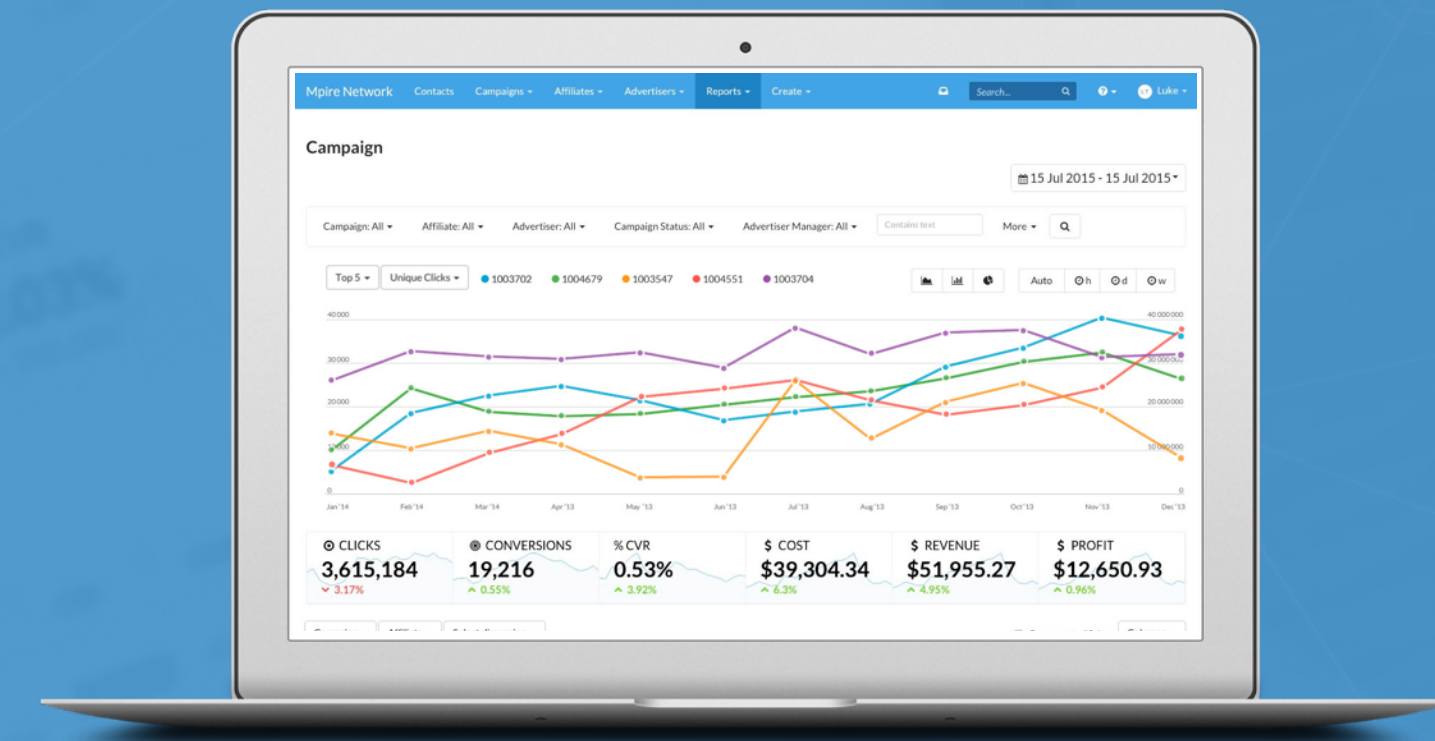 Mpire Network Contacts Campaigns Affiliates Advertisers Reports Create Search... ? LT Luke
Campaign
15 Jul 2015 - 15 Jul 2015
Campaign: All Affiliate: All Advertiser: All Campaign Status: All Advertiser Manager: All Contains text More
Top 5 Unique Clicks 1003702 1004679 1003547 1004551 1003704 Auto h d w
40 000 40 000 000
30 000 30 000 000
20 000 20 000 000
10 000 000
0 0
Jan '14 Feb '14 Mar '14 Apr '13 May '13 Jun '13 Jul '13 Aug '13 Sep '13 Oct '13 Nov '13 Dec '13
CLICKS CONVERSIONS % CVR $ COST $ REVENUE $ PROFIT
3,615,184 19,216 0.53% $39,304.34 $51,955.27 $12,650.93
3.17% 0.55% 3.92% 6.3% 4.95% 0.96%